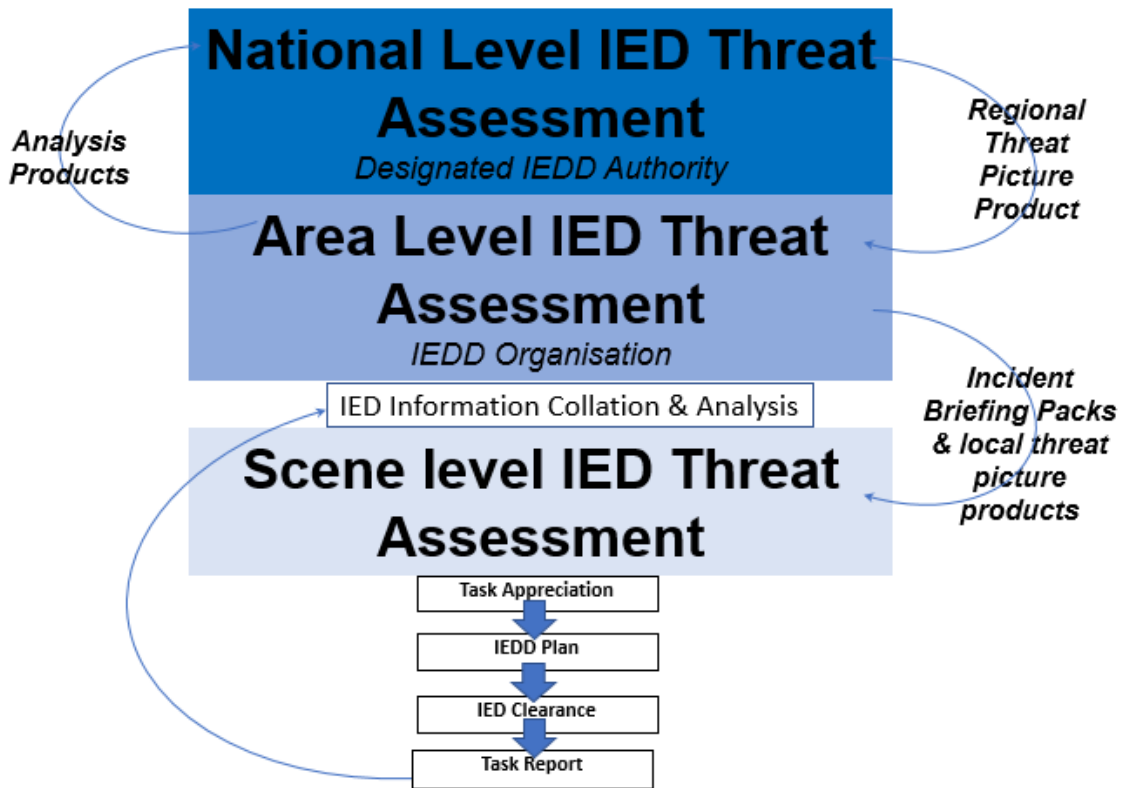 National Level IED Threat
Assessment
Designated IEDD Authority
Analysis
Products
Regional
Threat
Picture
Product
Area Level IED Threat
Assessment
IEDD Organisation
IED Information Collation & Analysis
Incident
Briefing Packs
& local threat
picture
products
Scene level IED Threat
Assessment
Task Appreciation
IEDD Plan
IED Clearance
Task Report